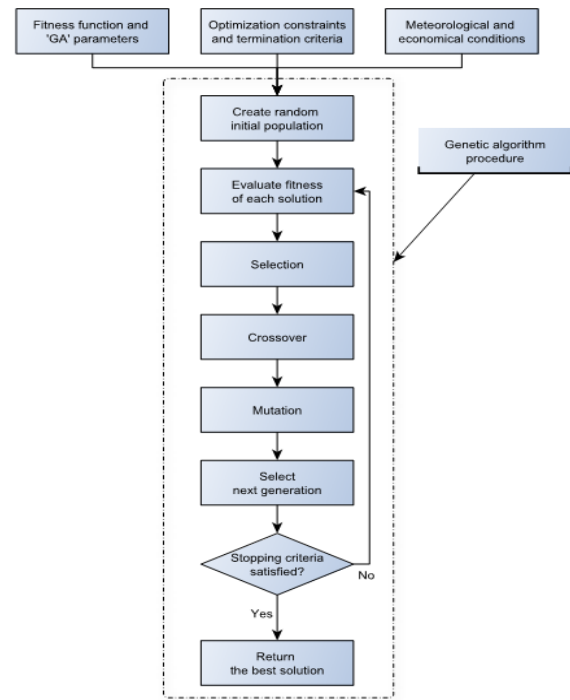 Fitness function and
'GA' parameters
Optimization constraints
and termination criteria
Meteorological and
economical conditions
Create random
initial population
Genetic algorithm
procedure
Evaluate fitness
of each solution
Selection
Crossover
Mutation
Select
next generation
Stopping criteria
satisfied?
No
Yes
Return
the best solution